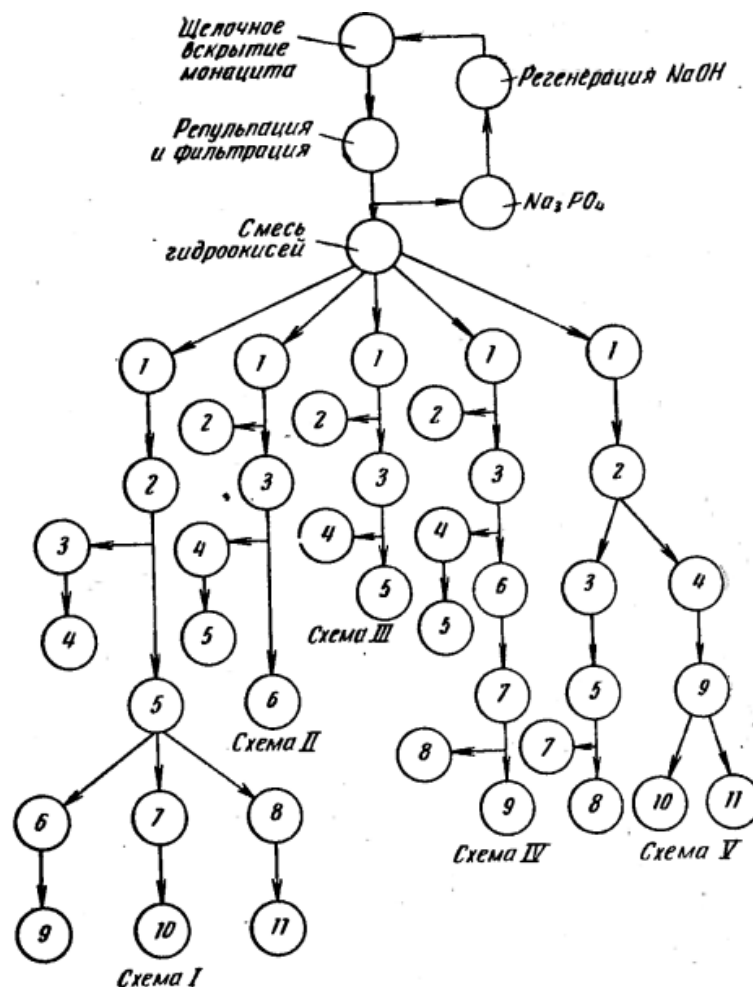 Щелочное
вскрытие
монацита
Регенерация NaOH
Репульпация
и фильтрация
Na₃PO₄
Смесь
гидроокисей
1 1 1 1 1
2 2 2
2 3 3 3 2
3 4 4 4 3 4
5 6
4 5 5
Схема III
5 6 7 5 9
Схема II
8 7
6 7 8 9 8 10 11
Схема IV Схема V
9 10 11
Схема I